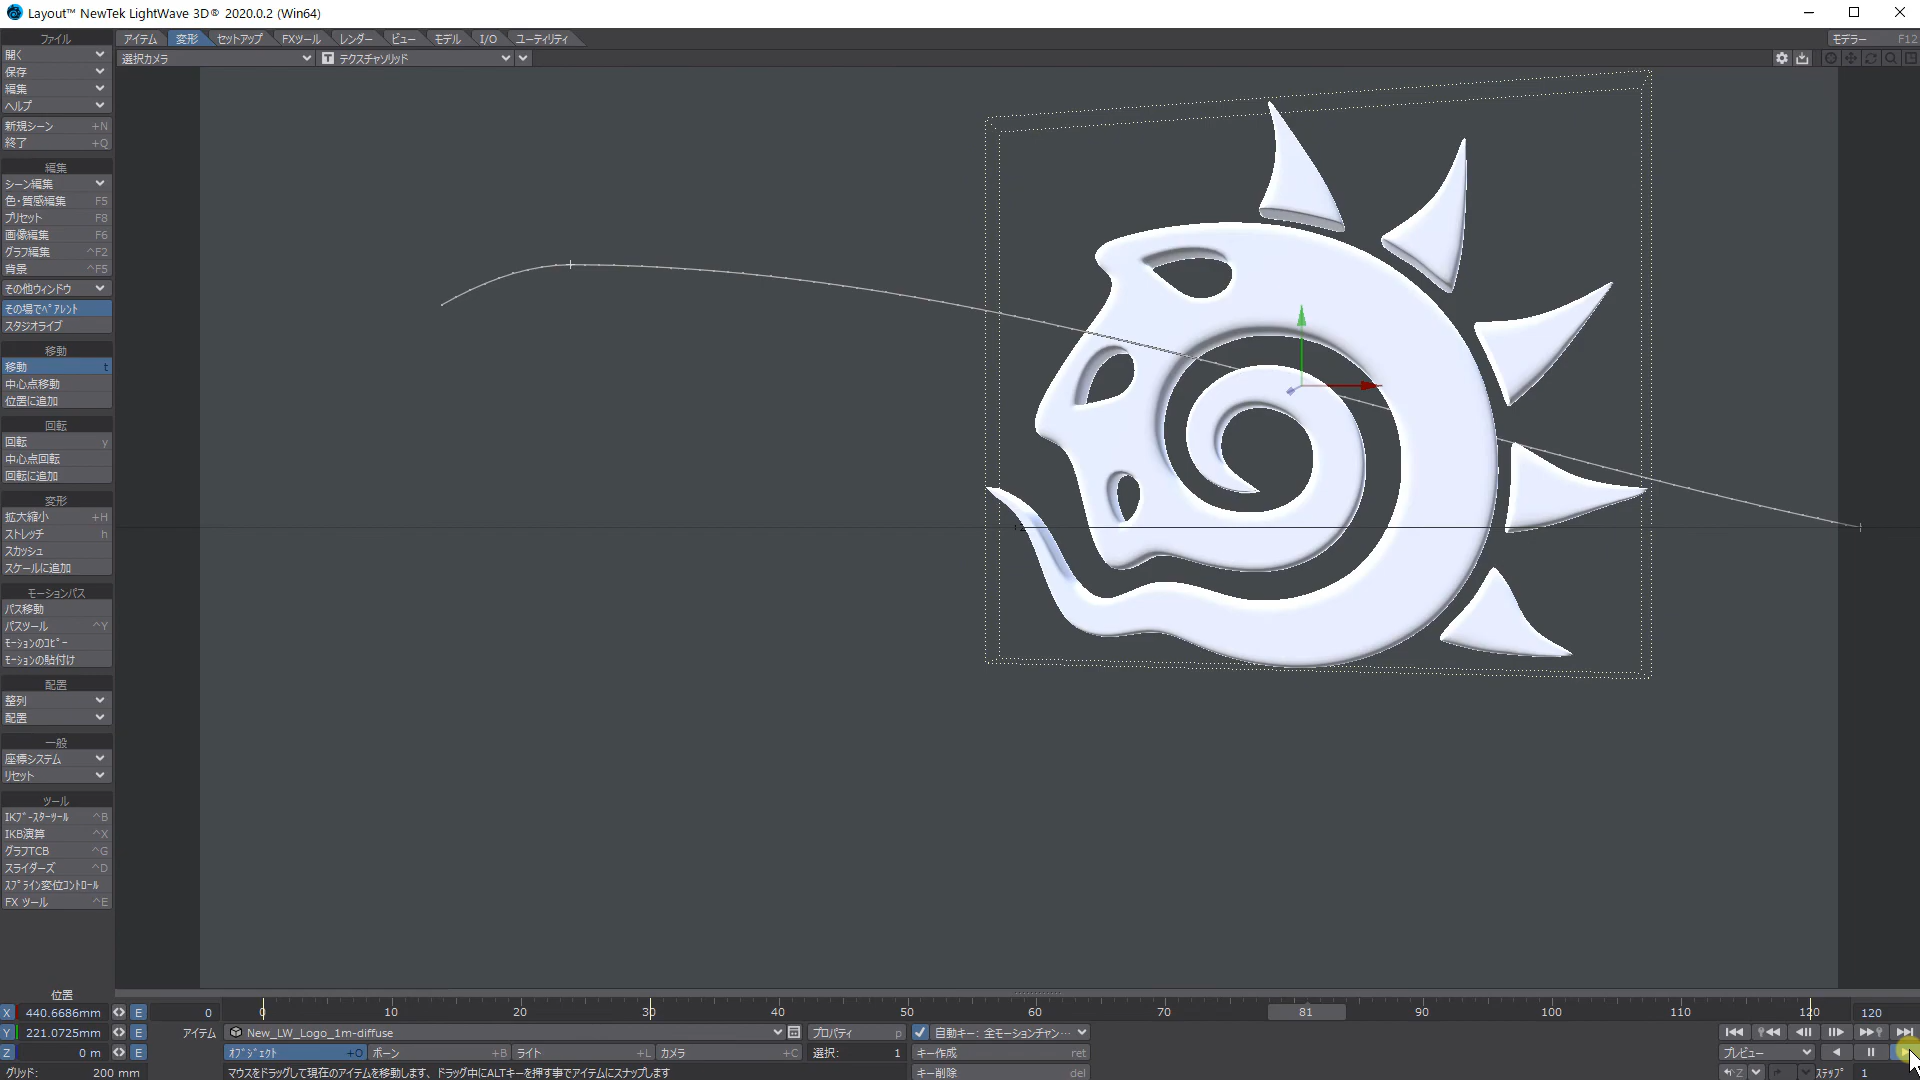 Layout™ NewTek LightWave 3D® 2020.0.2 (Win64)
ファイル
アイテム 変形 セットアップ FXツール レンダー ビュー モデル I/O ユーティリティ モデラー F12
開く
選択カメラ T テクスチャソリッド
保存
編集
ヘルプ
新規シーン +N
終了 +Q
編集
シーン編集
色・質感編集 F5
プリセット F8
画像編集 F6
グラフ編集 ^F2
背景 ^F5
その他ウィンドウ
その場でペアレント
スタジオライブ
移動
移動 t
中心点移動
位置に追加
回転
回転 y
中心点回転
回転に追加
変形
拡大縮小 +H
ストレッチ h
スカッシュ
スケールに追加
モーションパス
パス移動
パスツール ^Y
モーションのコピー
モーションの貼付け
配置
整列
配置
一般
座標システム
リセット
ツール
IKブースターツール ^B
IKB演算 ^X
グラフTCB ^G
スライダーズ ^D
スプライン変位コントロール
FX ツール ^E
位置
X 440.6686mm E 0 0 10 20 30 40 50 60 70 81 90 100 110 120 120
Y 221.0725mm E アイテム New_LW_Logo_1m-diffuse プロパティ p 自動キー: 全モーションチャン…
Z 0 m E オブジェクト +O ボーン +B ライト +L カメラ +C 選択: 1 キー作成 ret プレビュー
グリッド: 200 mm マウスをドラッグして現在のアイテムを移動します、ドラッグ中にALTキーを押す事でアイテムにスナップします キー削除 del Z ステップ 1